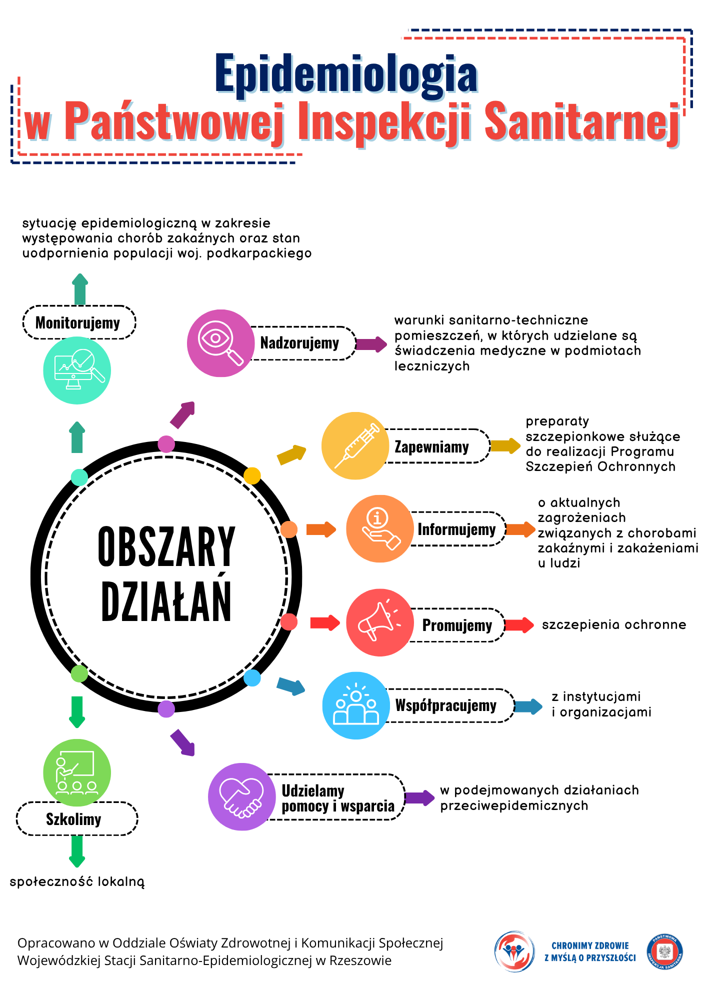 Epidemiologia
w Państwowej Inspekcji Sanitarnej
sytuację epidemiologiczną w zakresie
występowania chorób zakaźnych oraz stan
uodpornienia populacji woj. podkarpackiego
Monitorujemy
Nadzorujemy
warunki sanitarno-techniczne
pomieszczeń, w których udzielane są
świadczenia medyczne w podmiotach
leczniczych
Zapewniamy
preparaty
szczepionkowe służące
do realizacji Programu
Szczepień Ochronnych
Informujemy
o aktualnych
zagrożeniach
związanych z chorobami
zakaźnymi i zakażeniami
u ludzi
OBSZARY
DZIAŁAŃ
Promujemy
szczepienia ochronne
Współpracujemy
z instytucjami
i organizacjami
Udzielamy
pomocy i wsparcia
w podejmowanych działaniach
przeciwepidemicznych
Szkolimy
społeczność lokalną
Opracowano w Oddziale Oświaty Zdrowotnej i Komunikacji Społecznej
Wojewódzkiej Stacji Sanitarno-Epidemiologicznej w Rzeszowie
CHRONIMY ZDROWIE
Z MYŚLĄ O PRZYSZŁOŚCI
PAŃSTWOWA
INSPEKCJA SANITARNA